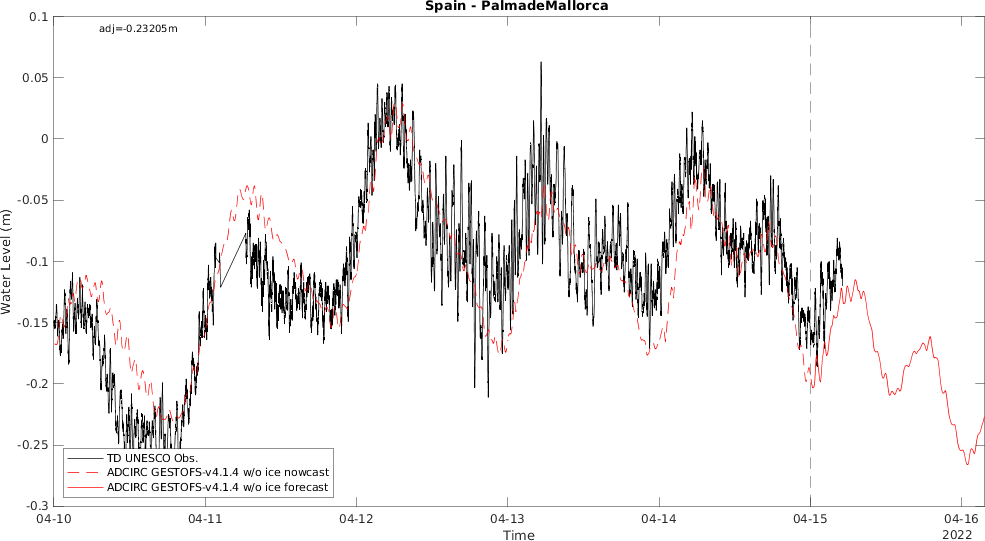 Spain - PalmadeMallorca
adj=-0.23205m
0.1
0.05
0
-0.05
-0.1
-0.15
-0.2
-0.25
-0.3
Water Level (m)
TD UNESCO Obs.
ADCIRC GESTOFS-v4.1.4 w/o ice nowcast
ADCIRC GESTOFS-v4.1.4 w/o ice forecast
04-10 04-11 04-12 04-13 04-14 04-15 04-16
Time
2022